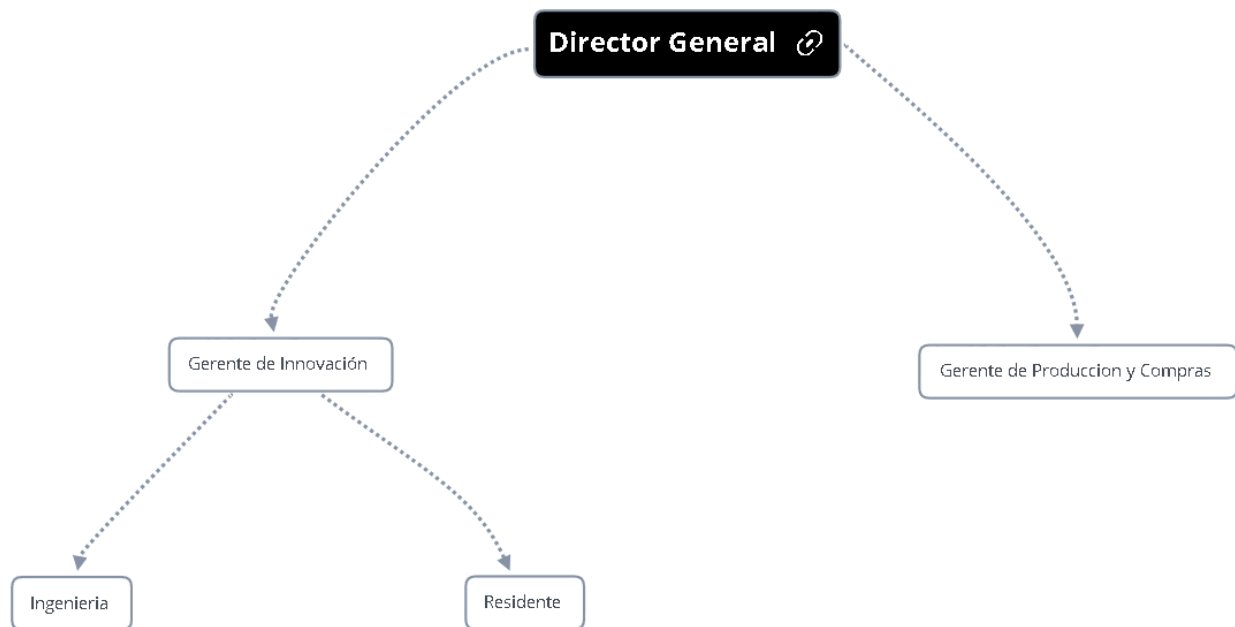 Director General
Gerente de Innovación
Gerente de Produccion y Compras
Ingenieria
Residente